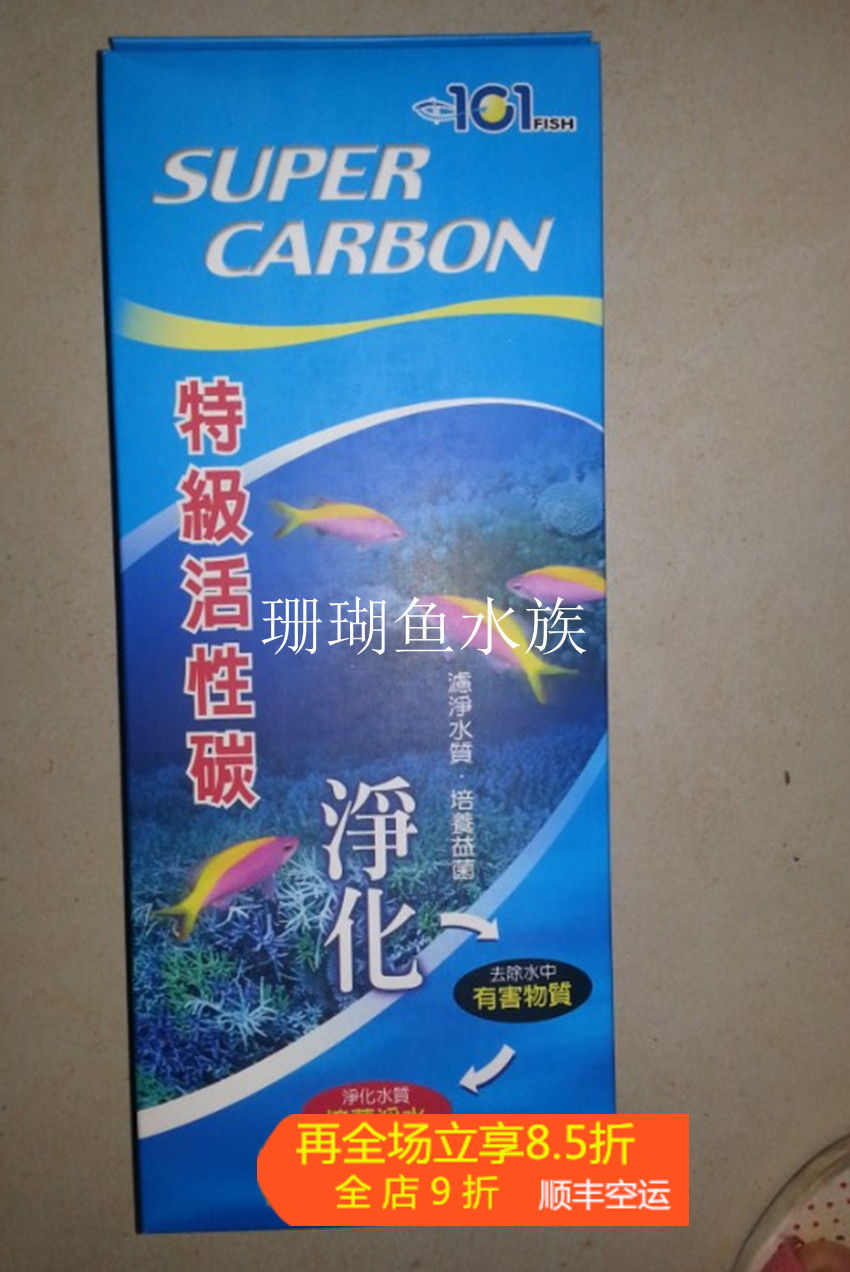 101 FISH
SUPER
CARBON
特級活性碳
珊瑚鱼水族
濾淨水質·培養益菌
淨化
去除水中
有害物質
淨化水質
再全场立享8.5折
全店9折 顺丰空运